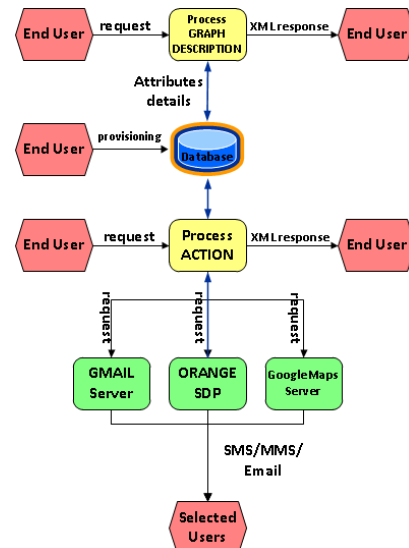 End User
request
Process
GRAPH
DESCRIPTION
XML response
End User
Attributes
details
End User
provisioning
Database
End User
request
Process
ACTION
XML response
End User
request
request
request
GMAIL
Server
ORANGE
SDP
GoogleMaps
Server
SMS/MMS/
Email
Selected
Users